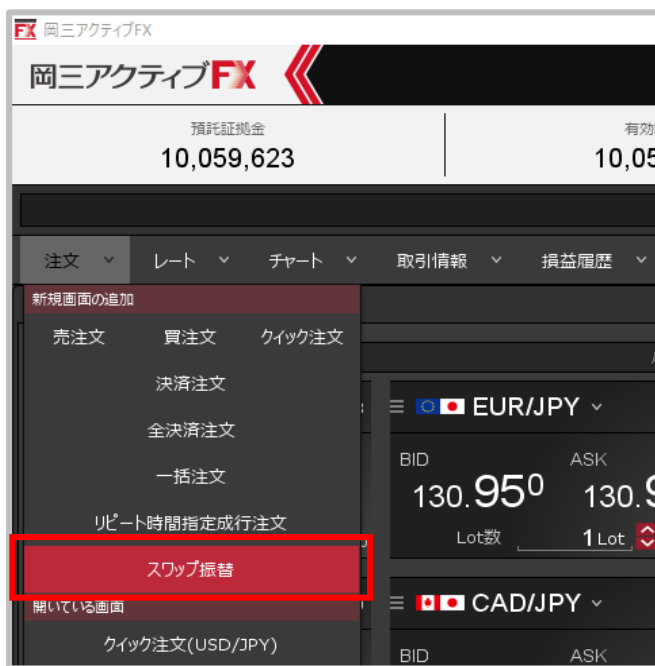 FX 岡三アクティブFX
岡三アクティブFX
預託証拠金
有効
10,059,623
10,05
注文 レート チャート 取引情報 損益履歴
新規画面の追加
売注文 買注文 クイック注文
決済注文
全決済注文
EUR/JPY
一括注文
BID ASK
130.950 130.9
リピート時間指定成行注文
Lot数 1 Lot
スワップ振替
開いている画面
CAD/JPY
クイック注文(USD/JPY)
BID ASK